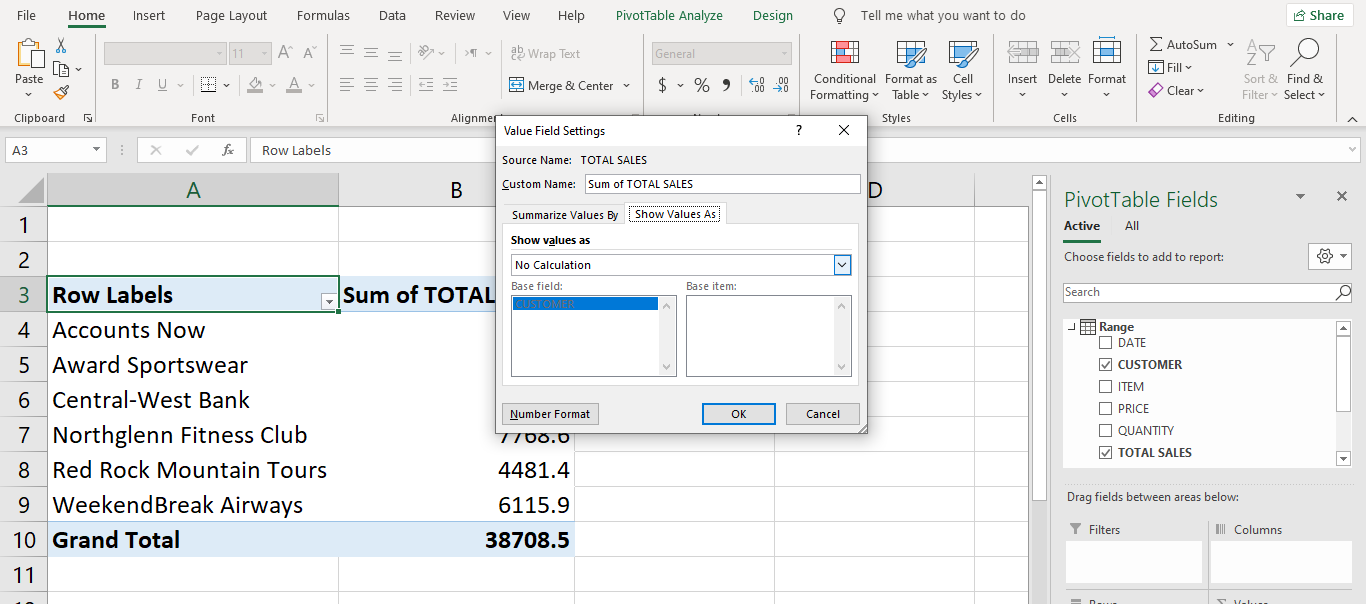 File Home Insert Page Layout Formulas Data Review View Help PivotTable Analyze Design Tell me what you want to do Share
11 A A ab Wrap Text General AutoSum
Paste B I U A Merge & Center $ % 9 .00 Conditional Formatting Format as Table Cell Styles Insert Delete Format Fill Clear Sort & Filter Find & Select
Clipboard Font Alignm Styles Cells Editing
A3 fx Row Labels
A B D
1
2
3 Row Labels Sum of TOTAL
4 Accounts Now
5 Award Sportswear
6 Central-West Bank
7 Northglenn Fitness Club 7768.6
8 Red Rock Mountain Tours 4481.4
9 WeekendBreak Airways 6115.9
10 Grand Total 38708.5
11
Value Field Settings ?
Source Name: TOTAL SALES
Custom Name: Sum of TOTAL SALES
Summarize Values By Show Values As
Show values as
No Calculation
Base field: Base item:
CUSTOMER
Number Format OK Cancel
PivotTable Fields
Active All
Choose fields to add to report:
Search
Range
DATE
CUSTOMER
ITEM
PRICE
QUANTITY
TOTAL SALES
Drag fields between areas below:
Filters Columns